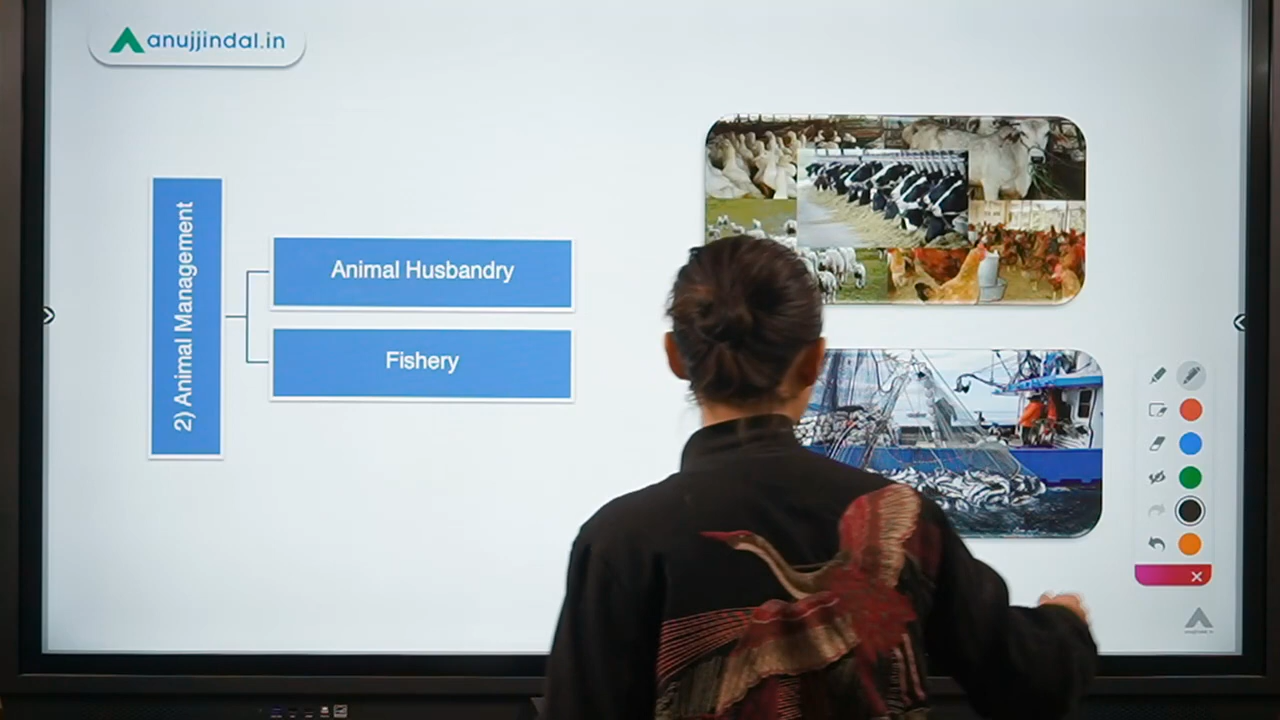 anujjindal.in
2) Animal Management
Animal Husbandry
Fishery